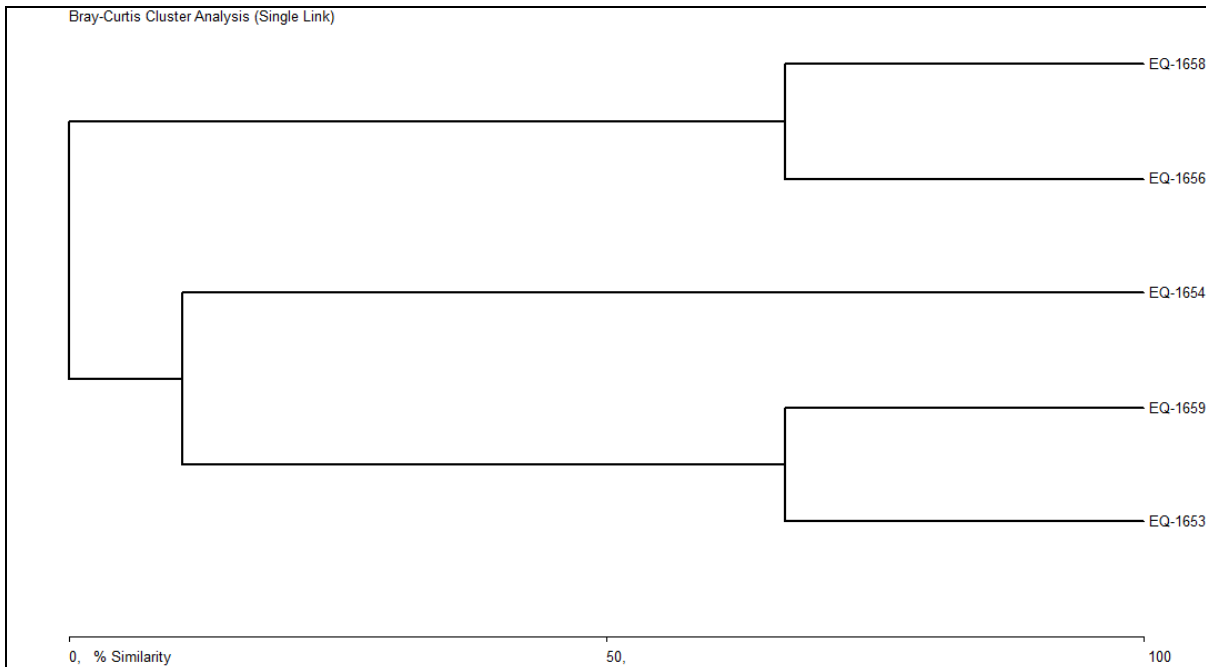 Bray-Curtis Cluster Analysis (Single Link)
EQ-1658
EQ-1656
EQ-1654
EQ-1659
EQ-1653
0, % Similarity 50, 100